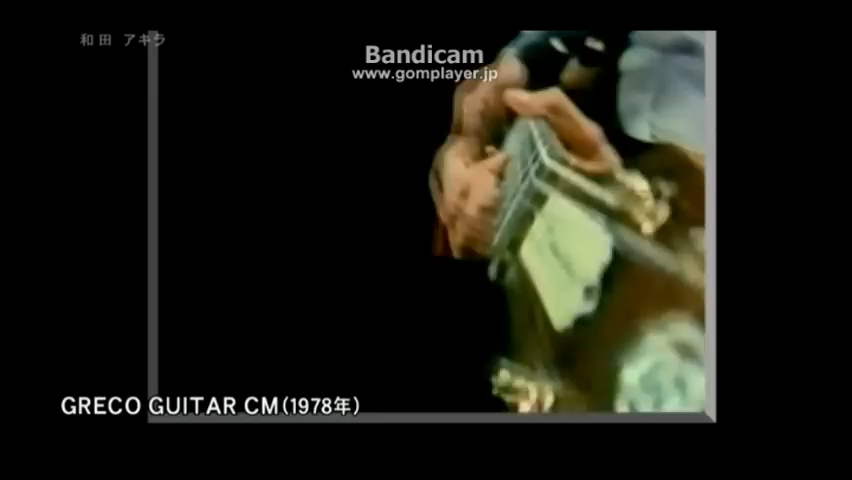 和田 アキラ
Bandicam
www.gomplayer.jp
GRECO GUITAR CM(1978年)